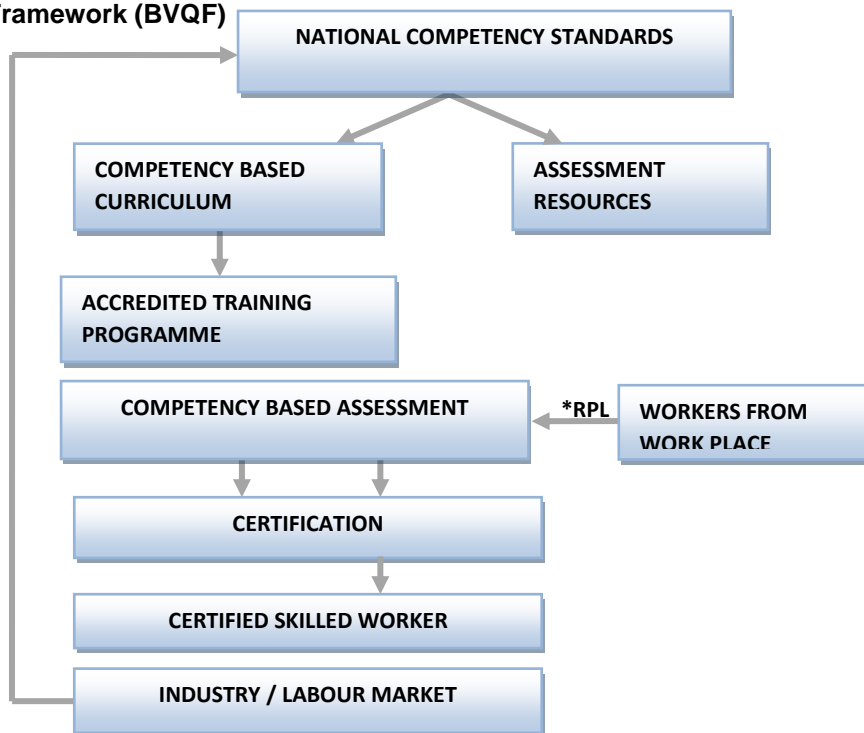 Framework (BVQF)
NATIONAL COMPETENCY STANDARDS
COMPETENCY BASED
CURRICULUM
ASSESSMENT
RESOURCES
ACCREDITED TRAINING
PROGRAMME
COMPETENCY BASED ASSESSMENT
*RPL
WORKERS FROM
WORK PLACE
CERTIFICATION
CERTIFIED SKILLED WORKER
INDUSTRY / LABOUR MARKET